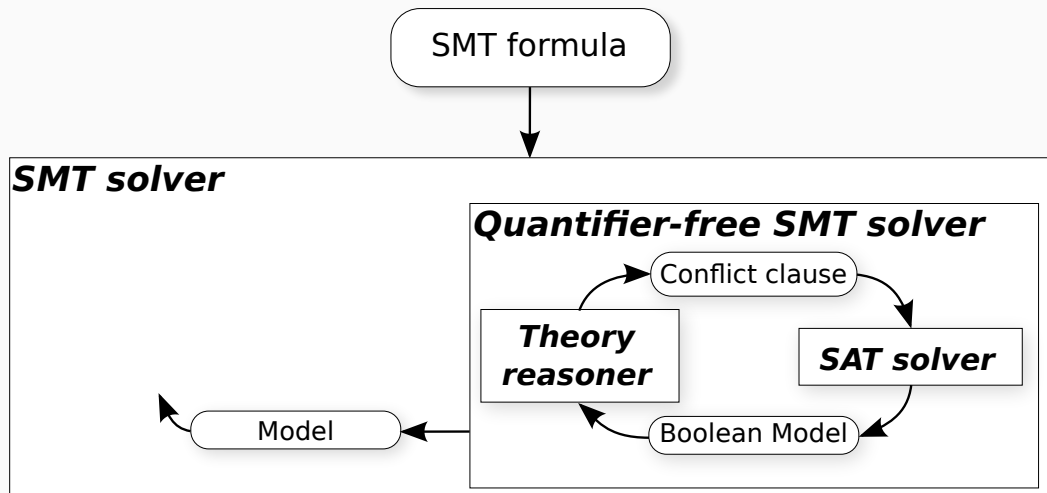 SMT formula
SMT solver
Quantifier-free SMT solver
Conflict clause
Theory
reasoner
SAT solver
Boolean Model
Model